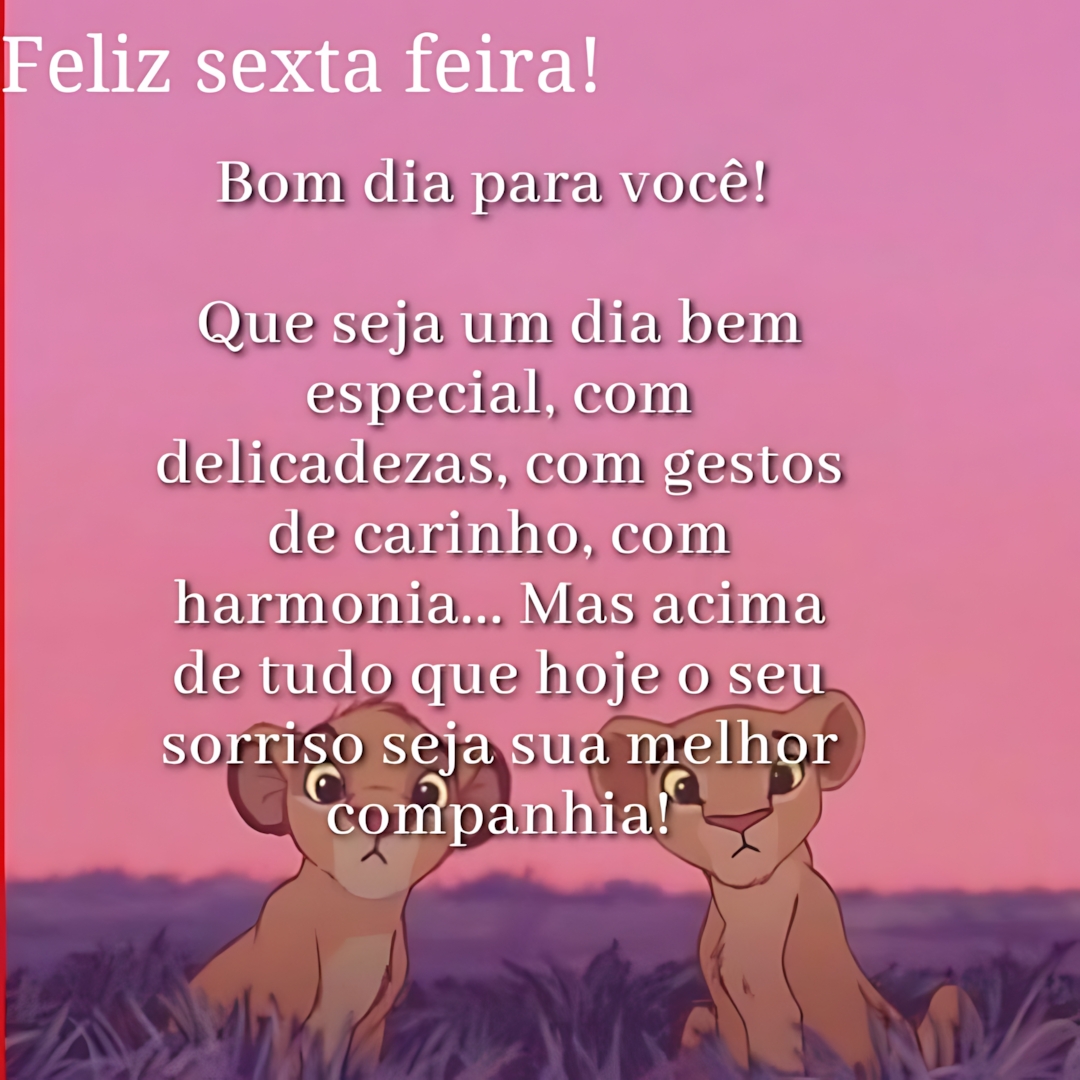 Feliz sexta feira!
Bom dia para você!
Que seja um dia bem
especial, com
delicadezas, com gestos
de carinho, com
harmonia... Mas acima
de tudo que hoje o seu
sorriso seja sua melhor
companhia!